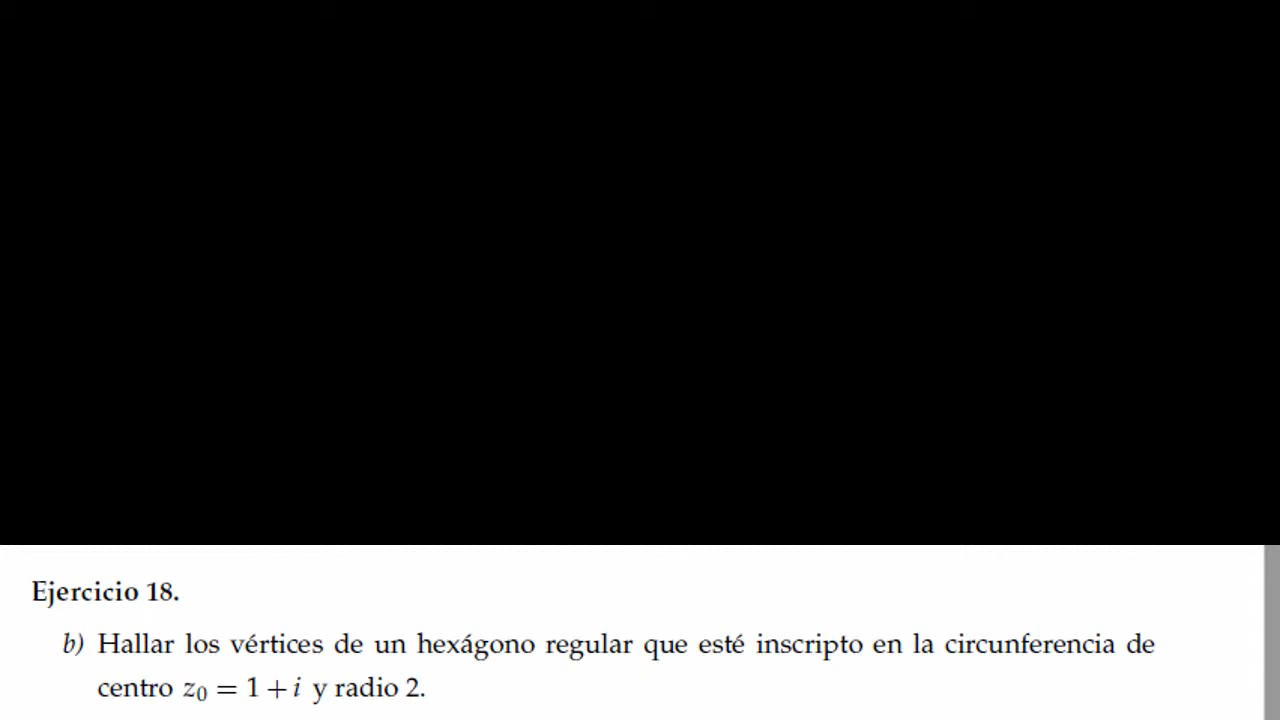 Ejercicio 18.
b) Hallar los vértices de un hexágono regular que esté inscripto en la circunferencia de
centro z₀ = 1 + i y radio 2.